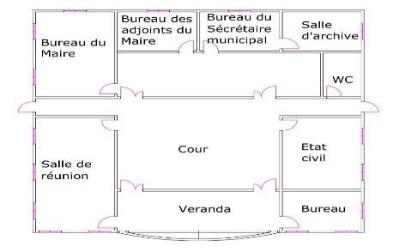 Bureau du
Maire
Bureau des
adjoints du
Maire
Bureau du
Sécrétaire
municipal
Salle
d'archive
WC
Salle de
réunion
Cour
Etat
civil
Veranda
Bureau